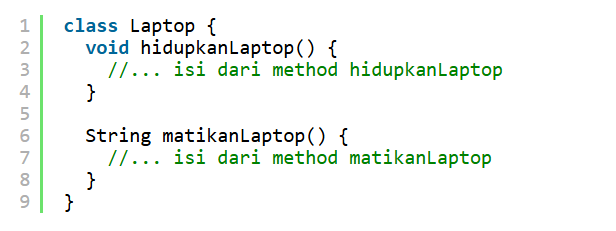 1 class Laptop {
2   void hidupkanLaptop() {
3     //... isi dari method hidupkanLaptop
4   }
5
6   String matikanLaptop() {
7     //... isi dari method matikanLaptop
8   }
9 }